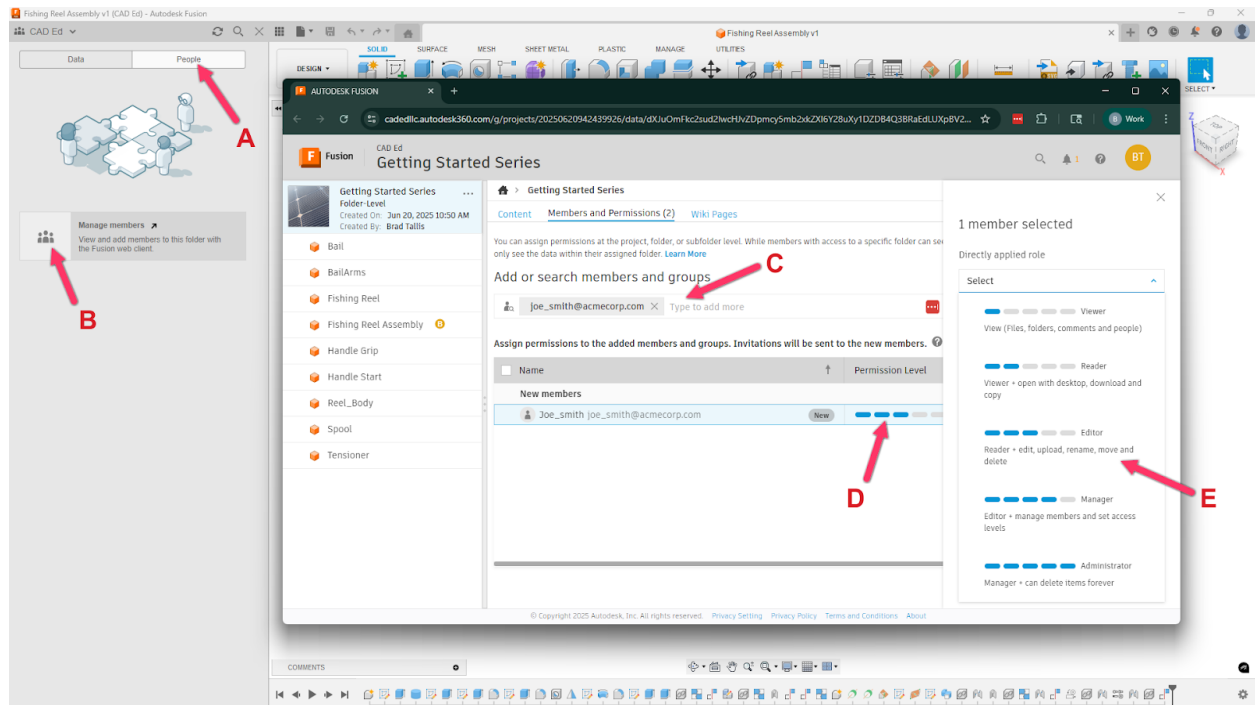 Fishing Reel Assembly v1 (CAD Ed) - Autodesk Fusion
CAD Ed
Fishing Reel Assembly v1
Data
People
A
Manage members
View and add members to this folder with
the Fusion web client.
B
SOLID SURFACE MESH SHEET METAL PLASTIC MANAGE UTILITIES
DESIGN
SELECT
TOP
FRONT
RIGHT
Z
X
AUTODESK FUSION
Work
F Fusion
CAD Ed
Getting Started Series
1
BT
Getting Started Series
Folder-Level
Created On: Jun 20, 2025 10:50 AM
Created By: Brad Tallis
Bail
BailArms
Fishing Reel
Fishing Reel Assembly
Handle Grip
Handle Start
Reel_Body
Spool
Tensioner
Getting Started Series
Content Members and Permissions (2) Wiki Pages
You can assign permissions at the project, folder, or subfolder level. While members with access to a specific folder can see
only see the data within their assigned folder. Learn More
Add or search members and groups
C
joe_smith@acmecorp.com Type to add more
Assign permissions to the added members and groups. Invitations will be sent to the new members.
Name Permission Level
New members
Joe_smith joe_smith@acmecorp.com New
D
1 member selected
Directly applied role
Select
Viewer
View (Files, folders, comments and people)
Reader
Viewer + open with desktop, download and
copy
Editor
Reader + edit, upload, rename, move and
delete
E
Manager
Editor + manage members and set access
levels
Administrator
Manager + can delete items forever
© Copyright 2025 Autodesk, Inc. All rights reserved. Privacy Setting Privacy Policy Terms and Conditions About
COMMENTS